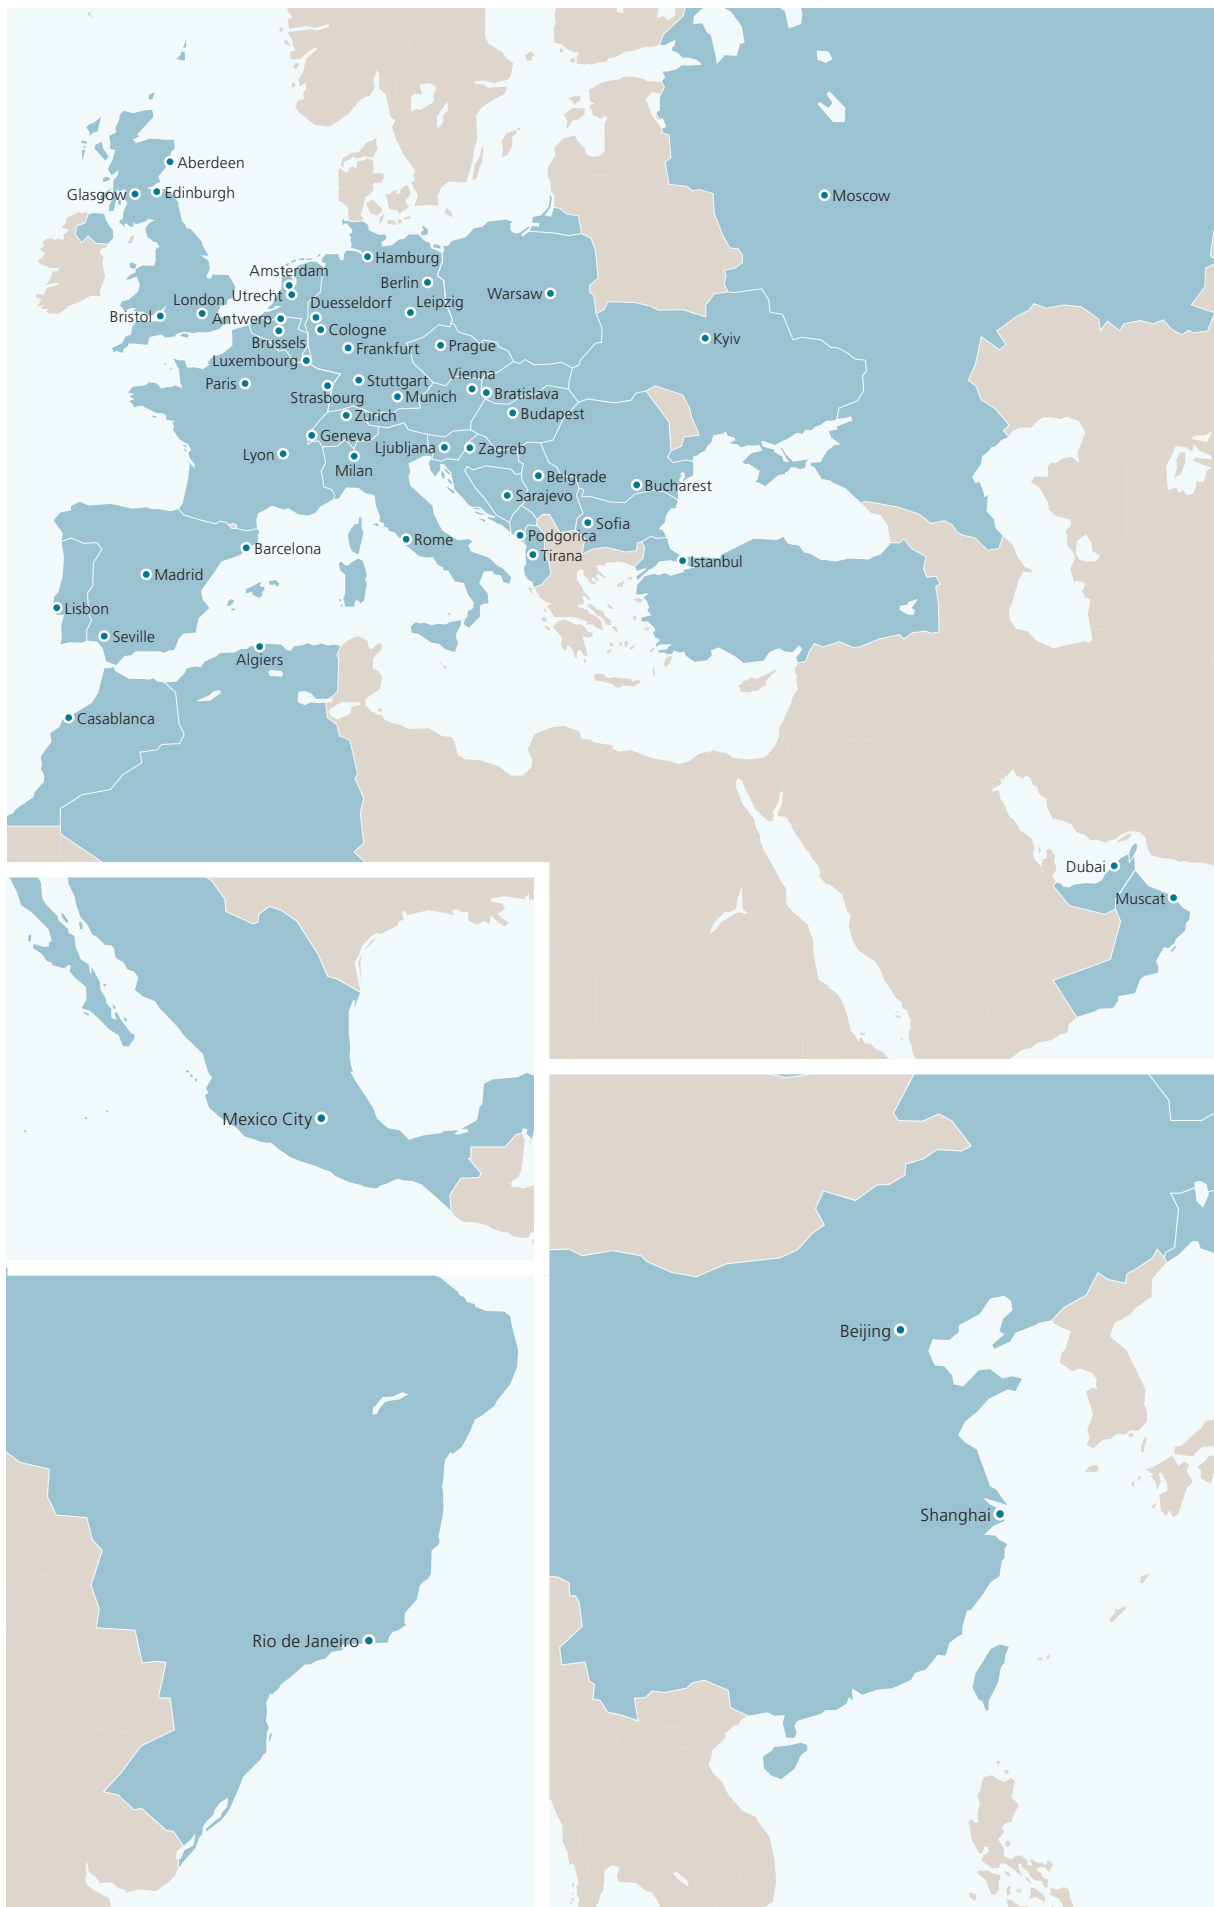 Aberdeen
Glasgow
Edinburgh
Moscow
Hamburg
Amsterdam
Berlin
Utrecht
Warsaw
London
Duesseldorf
Leipzig
Bristol
Antwerp
Cologne
Brussels
Kyiv
Frankfurt
Prague
Luxembourg
Vienna
Paris
Stuttgart
Strasbourg
Munich
Bratislava
Zurich
Budapest
Geneva
Lyon
Ljubljana
Zagreb
Milan
Belgrade
Sarajevo
Bucharest
Sofia
Podgorica
Rome
Barcelona
Tirana
Istanbul
Madrid
Lisbon
Seville
Algiers
Casablanca
Dubai
Muscat
Mexico City
Beijing
Shanghai
Rio de Janeiro